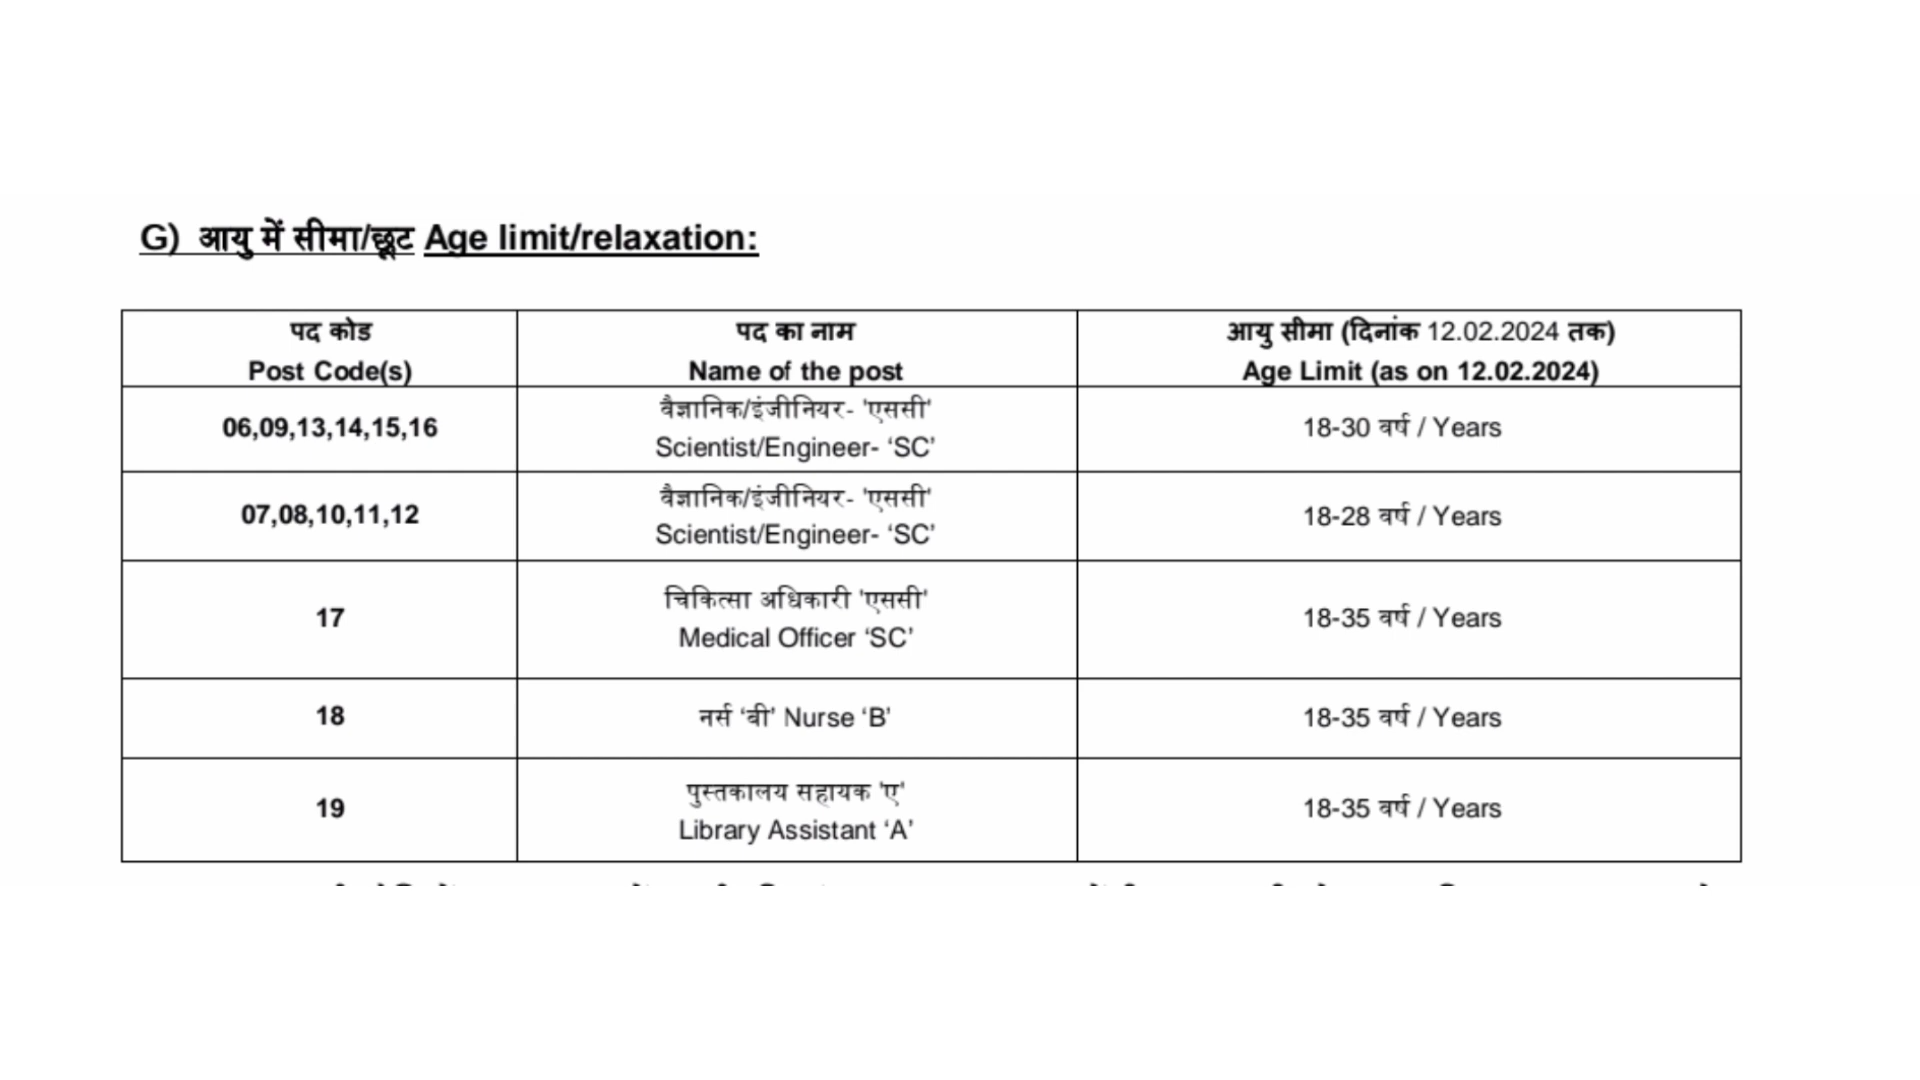 G) आयु में सीमा/छूट Age limit/relaxation:
पद कोड
Post Code(s)
पद का नाम
Name of the post
आयु सीमा (दिनांक 12.02.2024 तक)
Age Limit (as on 12.02.2024)
06,09,13,14,15,16
वैज्ञानिक/इंजीनियर- 'एससी'
Scientist/Engineer- ‘SC’
18-30 वर्ष / Years
07,08,10,11,12
वैज्ञानिक/इंजीनियर- 'एससी'
Scientist/Engineer- ‘SC’
18-28 वर्ष / Years
17
चिकित्सा अधिकारी 'एससी'
Medical Officer ‘SC’
18-35 वर्ष / Years
18
नर्स ‘बी’ Nurse ‘B’
18-35 वर्ष / Years
19
पुस्तकालय सहायक 'ए'
Library Assistant ‘A’
18-35 वर्ष / Years